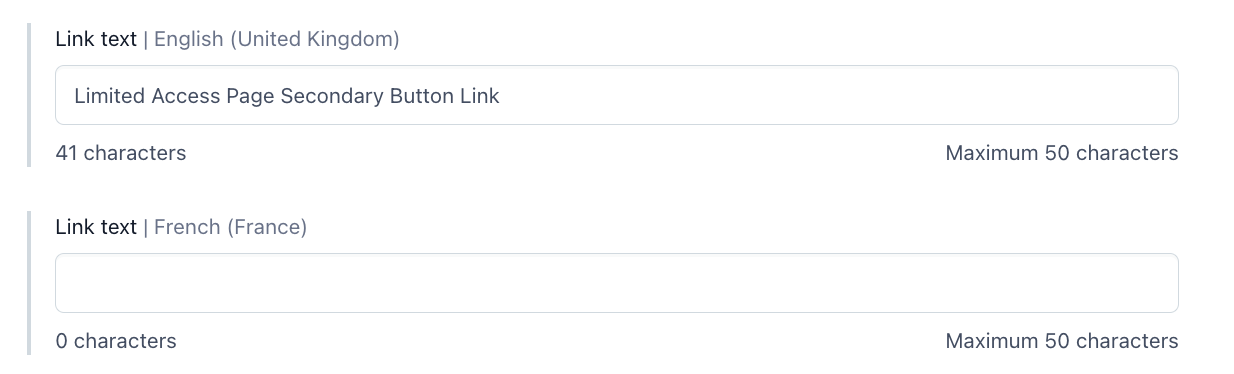 Link text | English (United Kingdom)
Limited Access Page Secondary Button Link
41 characters Maximum 50 characters
Link text | French (France)
0 characters Maximum 50 characters